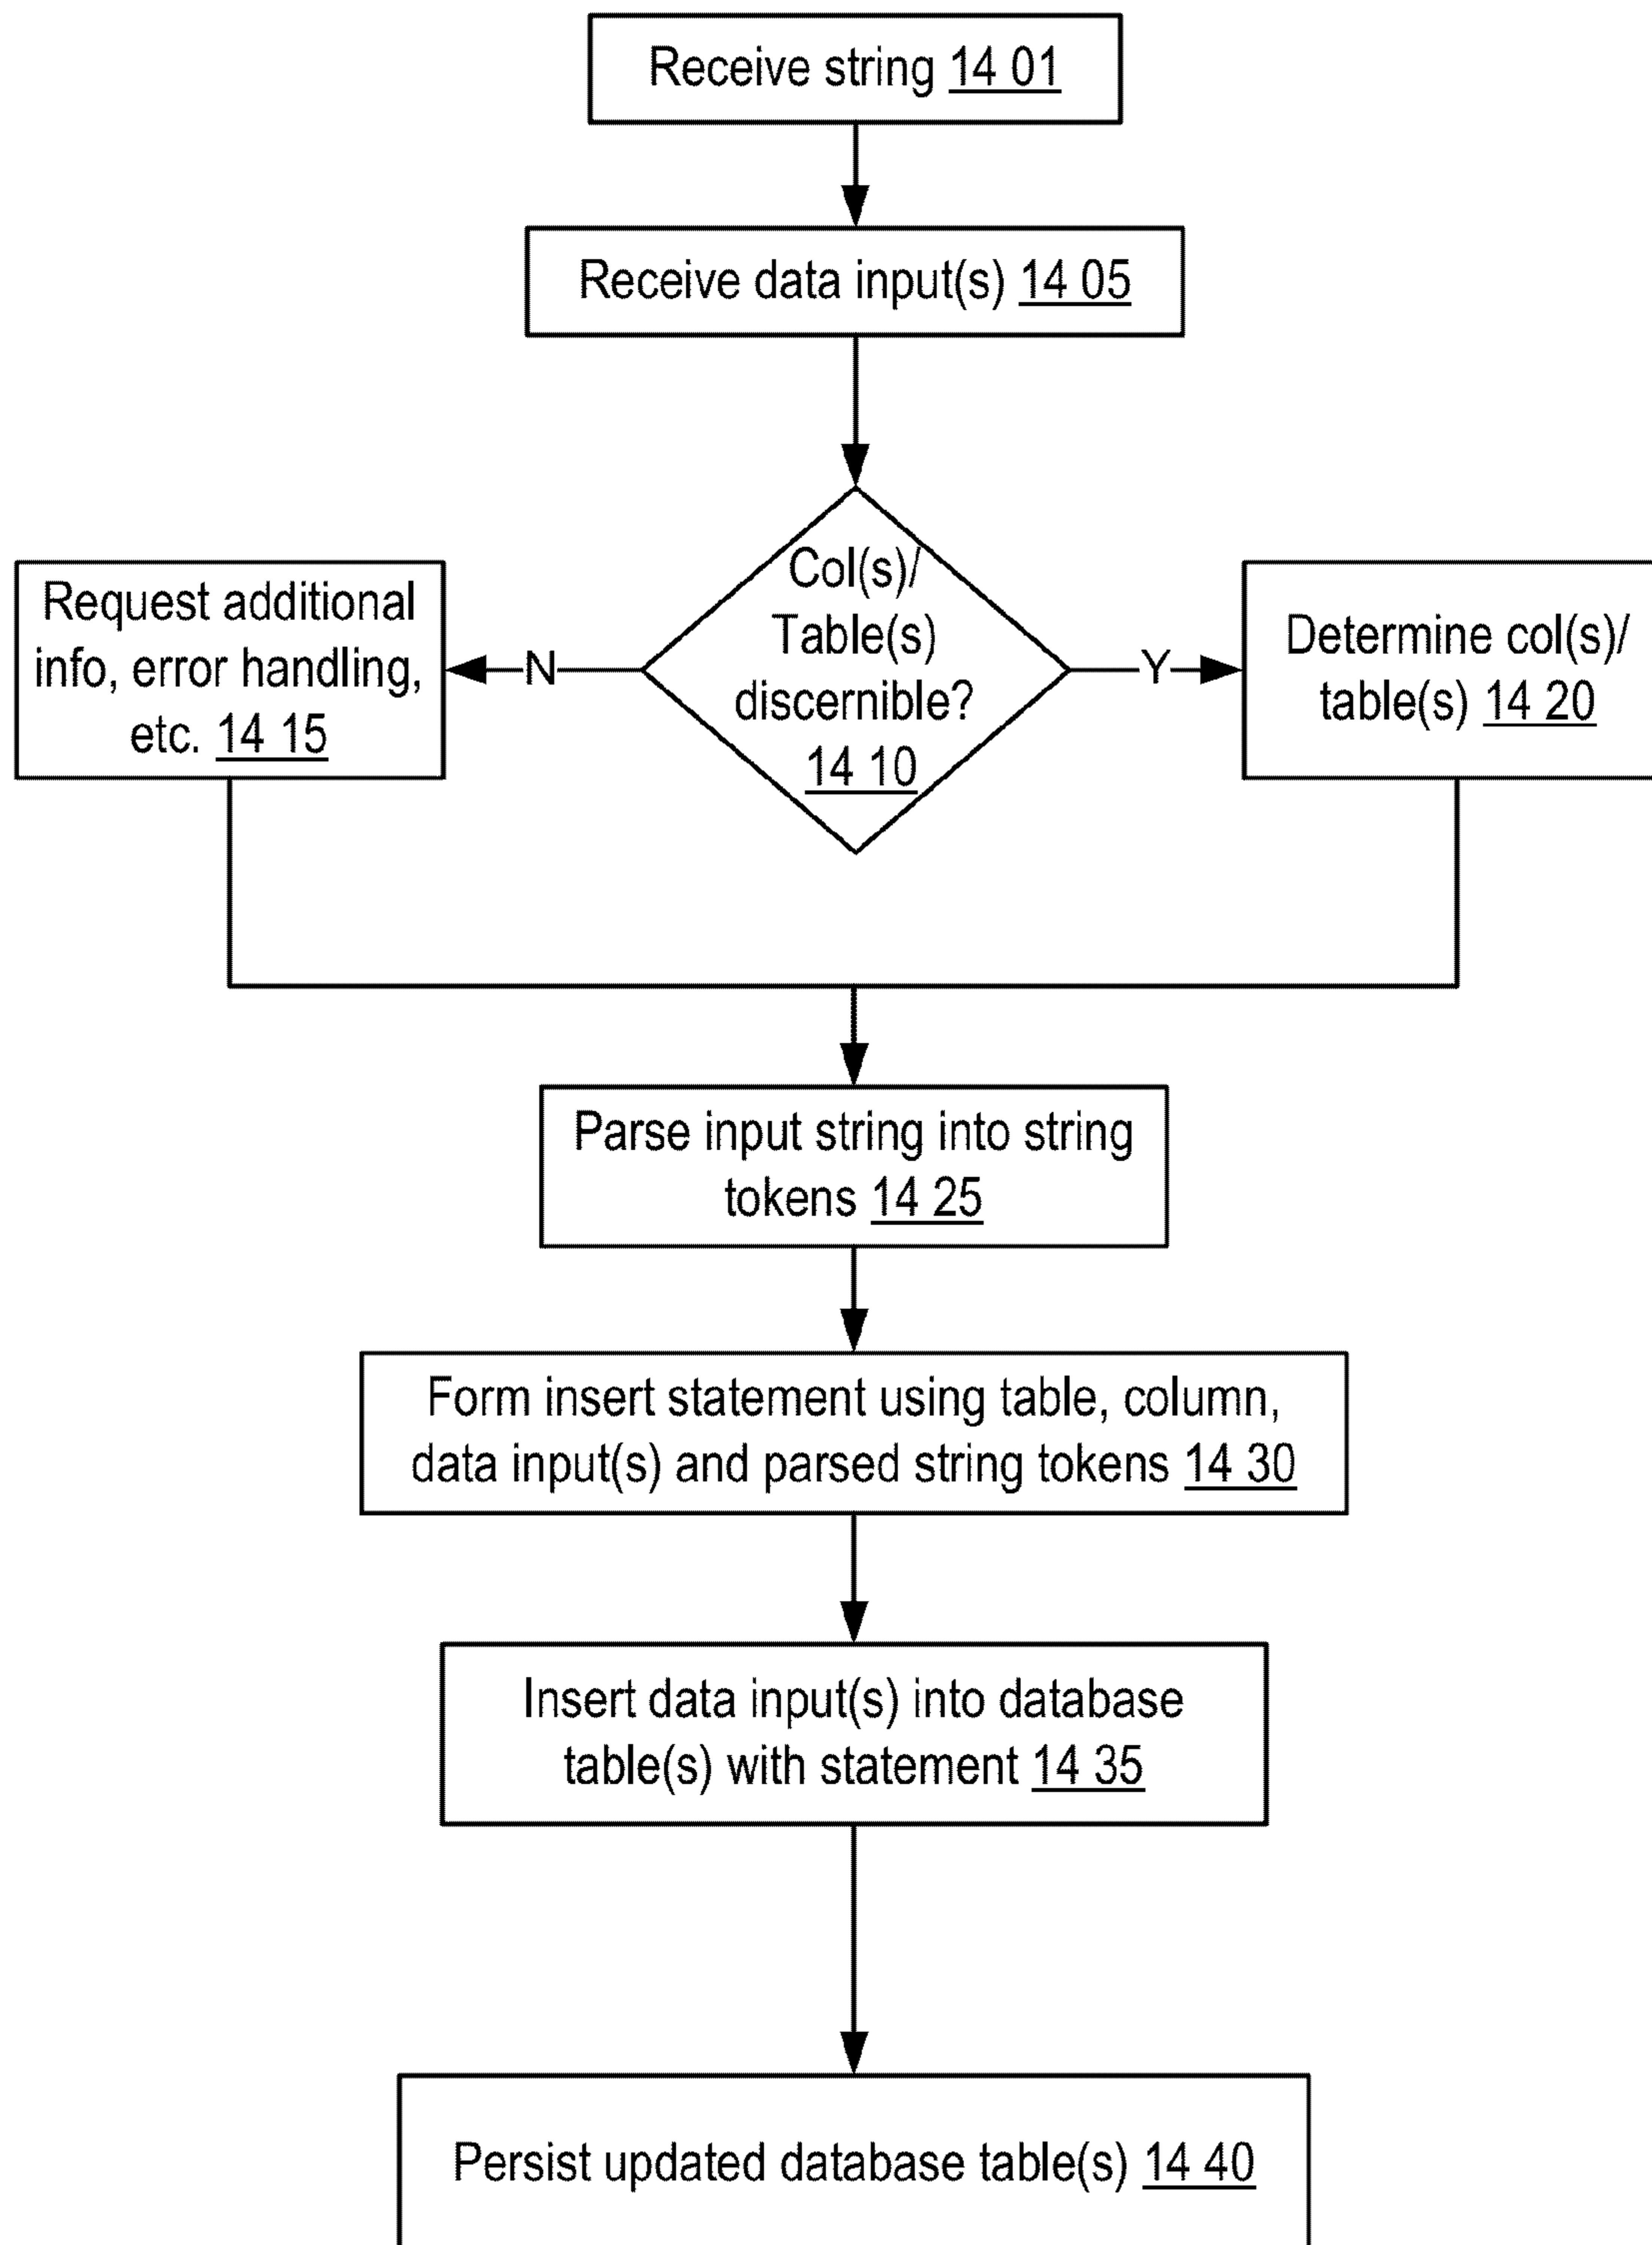 Receive string 14 01
Receive data input(s) 14 05
Col(s)/
Table(s)
discernible?
14 10
N
Request additional
info, error handling,
etc. 14 15
Y
Determine col(s)/
table(s) 14 20
Parse input string into string
tokens 14 25
Form insert statement using table, column,
data input(s) and parsed string tokens 14 30
Insert data input(s) into database
table(s) with statement 14 35
Persist updated database table(s) 14 40